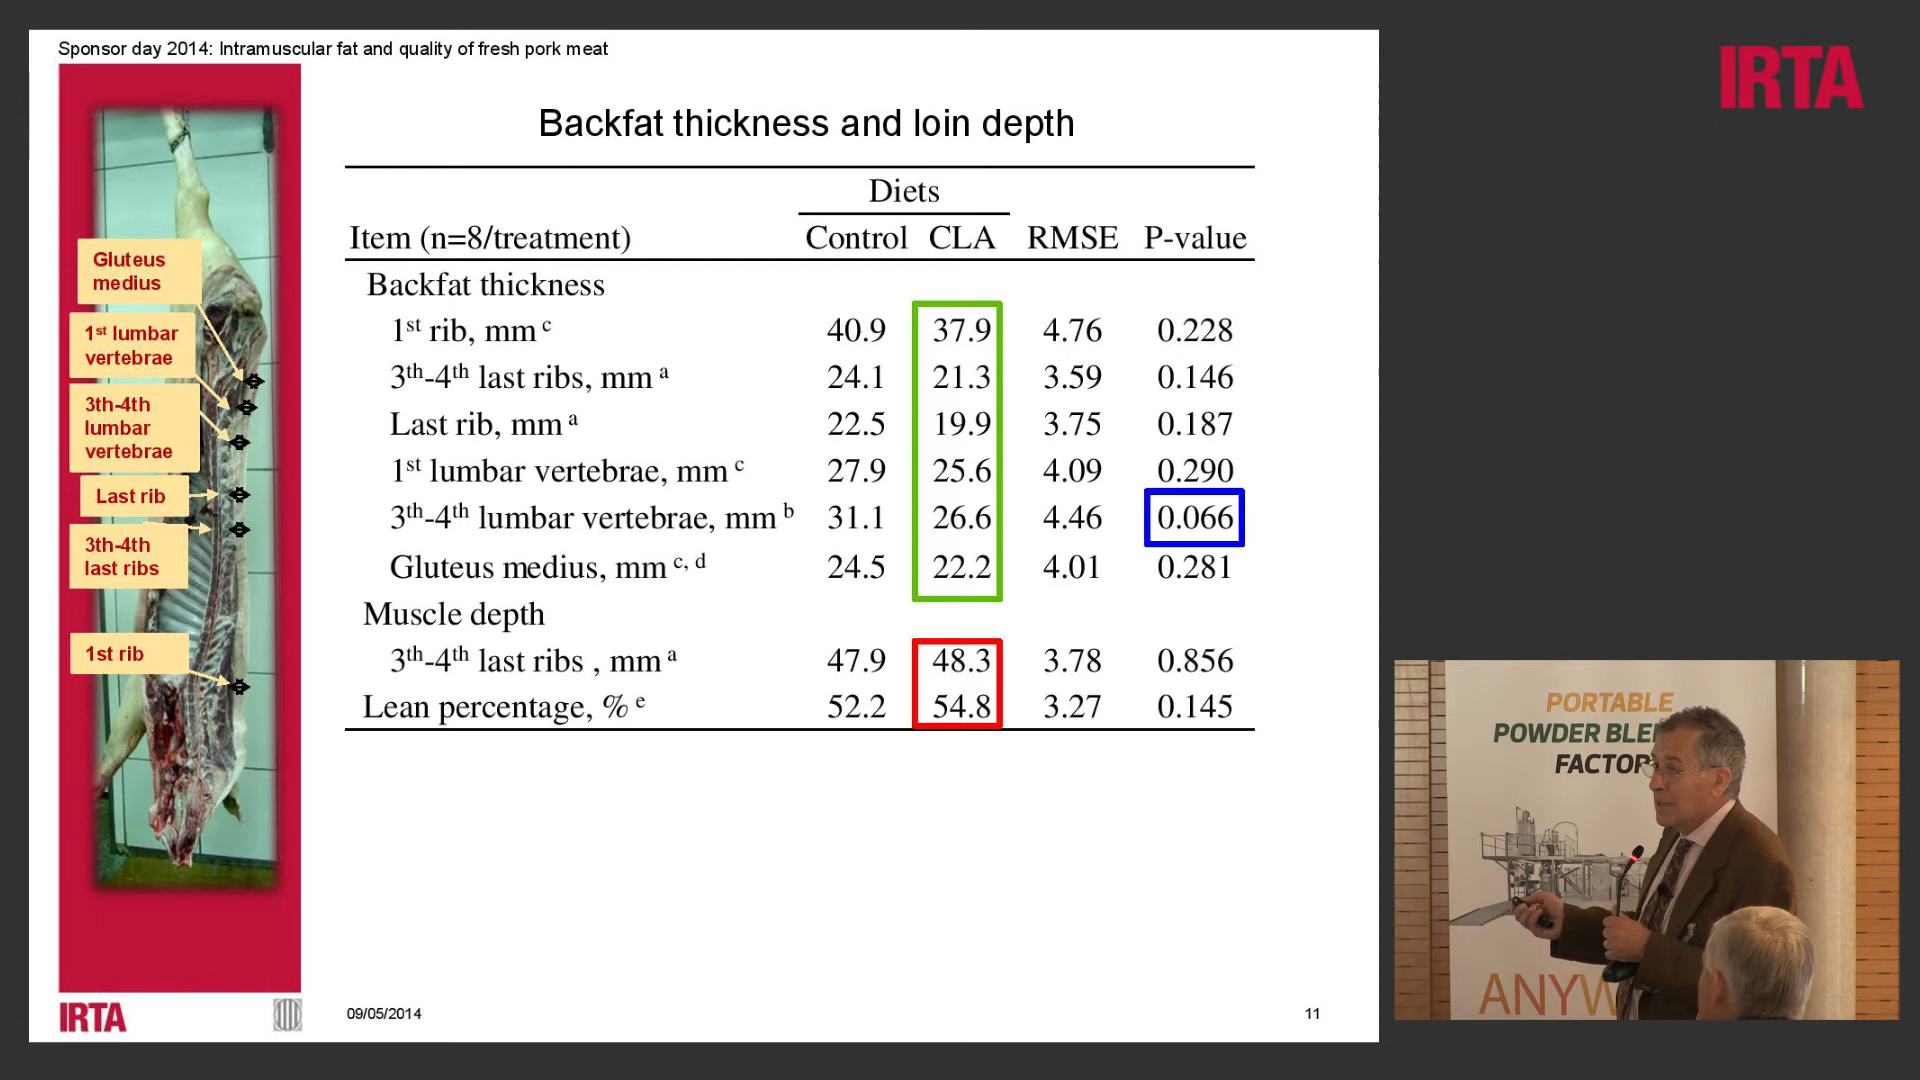 Sponsor day 2014: Intramuscular fat and quality of fresh pork meat
IRTA
Backfat thickness and loin depth
Diets
Item (n=8/treatment) Control CLA RMSE P-value
Backfat thickness
1st rib, mm c 40.9 37.9 4.76 0.228
3th-4th last ribs, mm a 24.1 21.3 3.59 0.146
Last rib, mm a 22.5 19.9 3.75 0.187
1st lumbar vertebrae, mm c 27.9 25.6 4.09 0.290
3th-4th lumbar vertebrae, mm b 31.1 26.6 4.46 0.066
Gluteus medius, mm c, d 24.5 22.2 4.01 0.281
Muscle depth
3th-4th last ribs , mm a 47.9 48.3 3.78 0.856
Lean percentage, % e 52.2 54.8 3.27 0.145
Gluteus
medius
1st lumbar
vertebrae
3th-4th
lumbar
vertebrae
Last rib
3th-4th
last ribs
1st rib
IRTA
09/05/2014
11
PORTABLE
POWDER BLE
FACTOR
ANYW